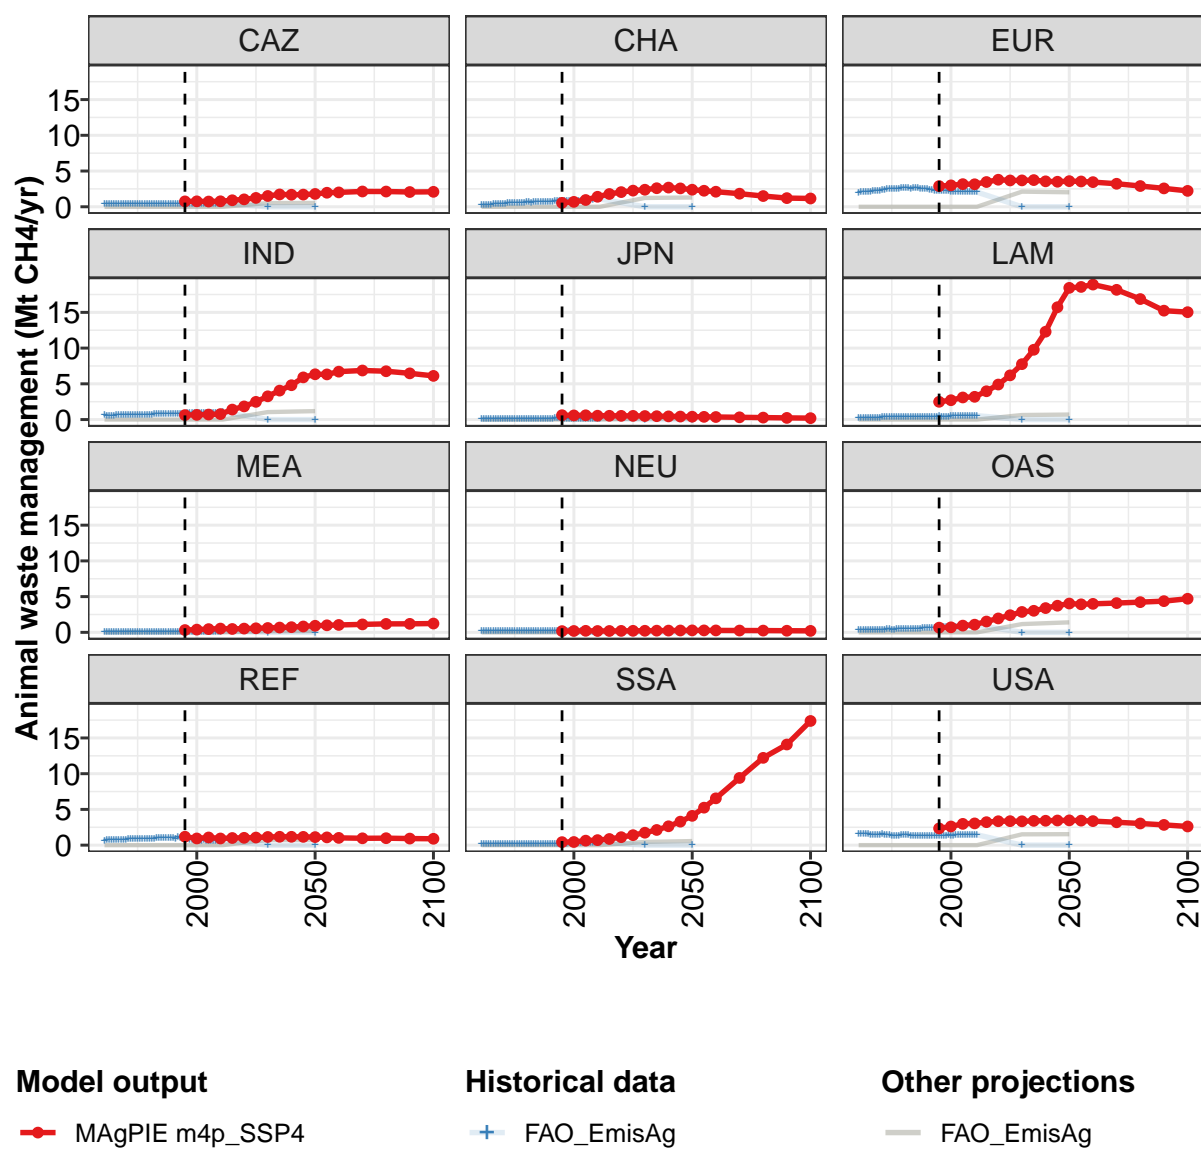 CAZ CHA EUR
15
10
5
0
IND JPN LAM
15
10
5
0
MEA NEU OAS
15
10
5
0
REF SSA USA
15
10
5
0
Animal waste management (Mt CH4/yr)
2000 2050 2100 2000 2050 2100 2000 2050 2100
Year
Model output Historical data Other projections
MAgPIE m4p_SSP4 FAO_EmisAg FAO_EmisAg